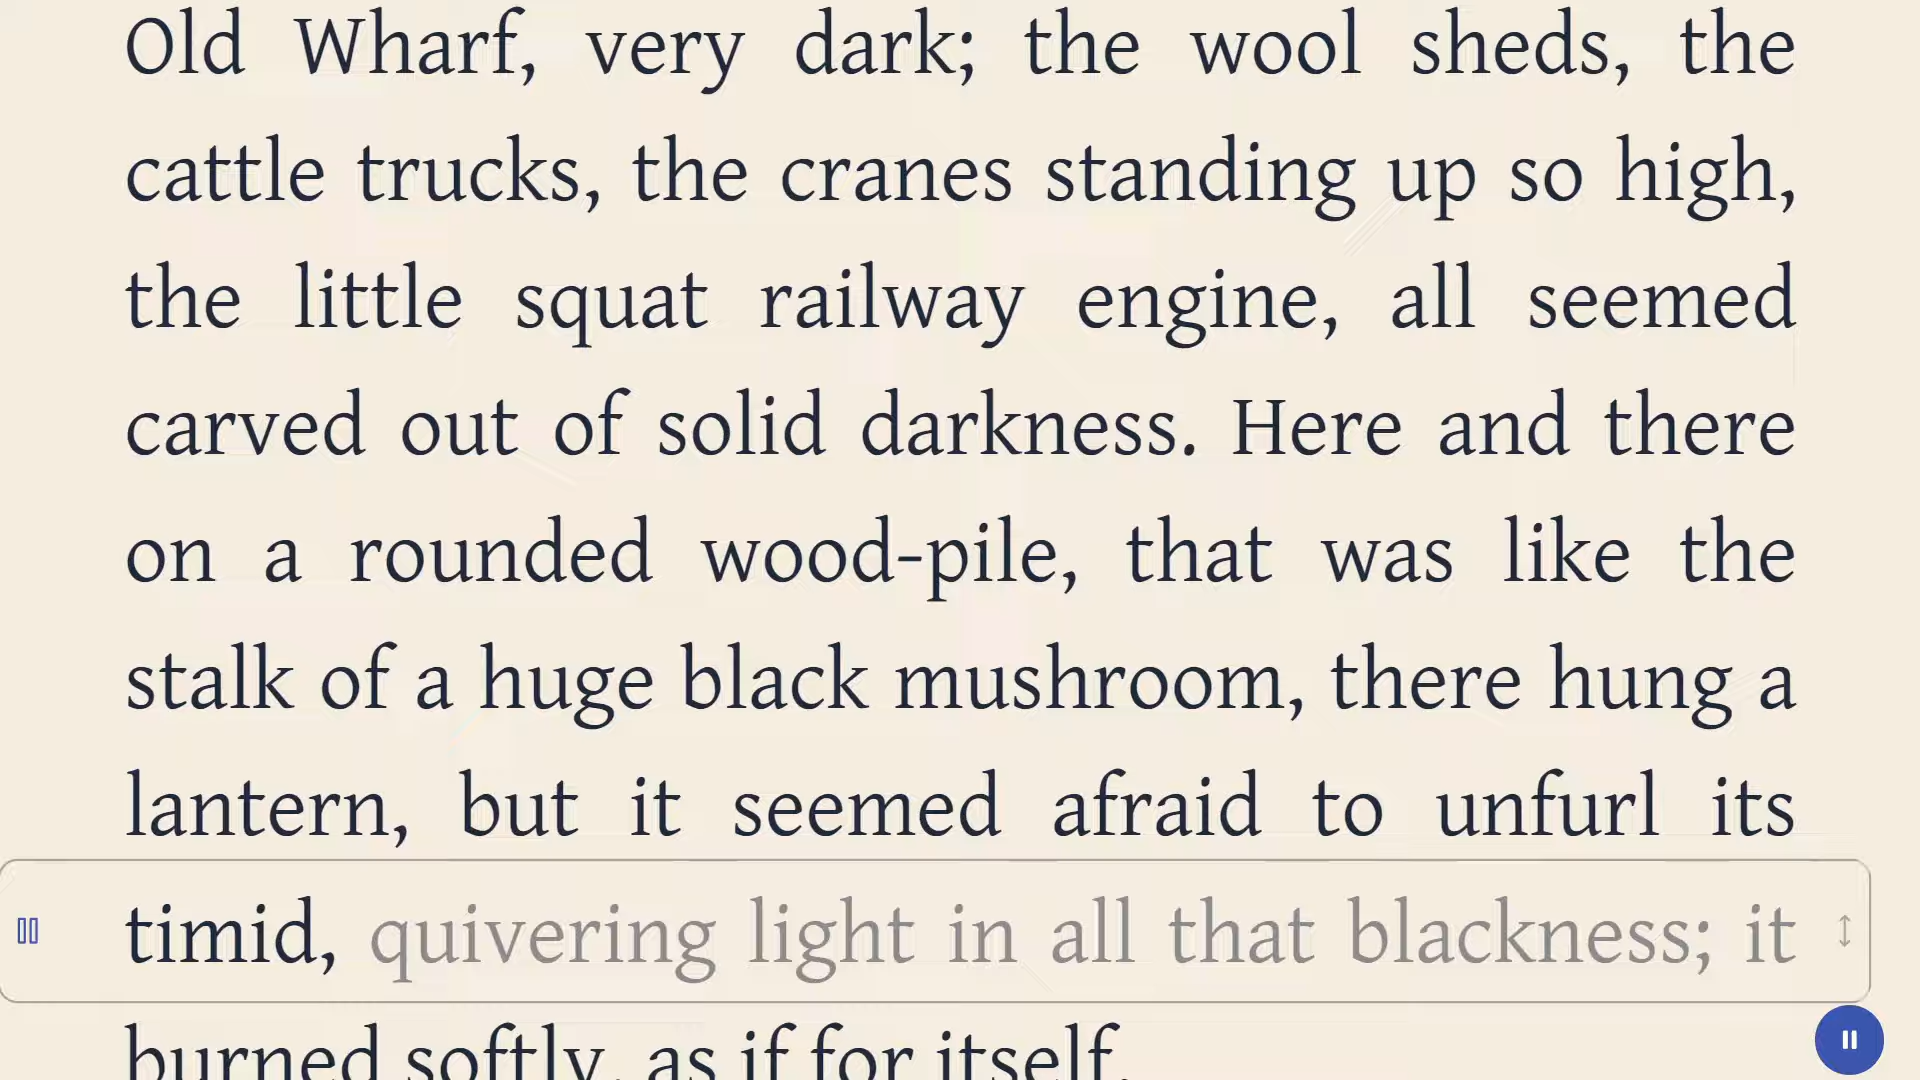 Old Wharf, very dark; the wool sheds, the
cattle trucks, the cranes standing up so high,
the little squat railway engine, all seemed
carved out of solid darkness. Here and there
on a rounded wood-pile, that was like the
stalk of a huge black mushroom, there hung a
lantern, but it seemed afraid to unfurl its
timid, quivering light in all that blackness; it
burned softly, as if for itself.